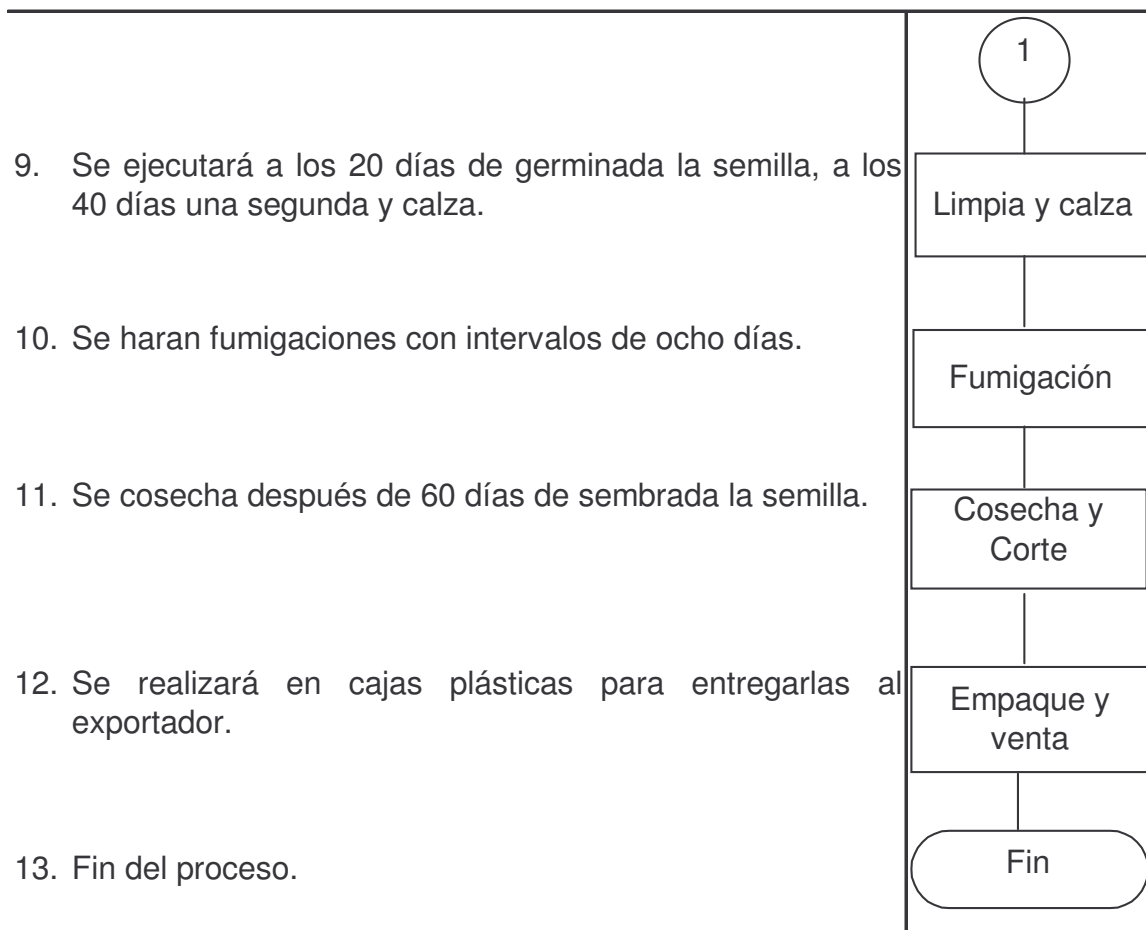 1
9. Se ejecutará a los 20 días de germinada la semilla, a los
40 días una segunda y calza.
Limpia y calza
10. Se haran fumigaciones con intervalos de ocho días.
Fumigación
11. Se cosecha después de 60 días de sembrada la semilla.
Cosecha y
Corte
12. Se realizará en cajas plásticas para entregarlas al
exportador.
Empaque y
venta
13. Fin del proceso.
Fin